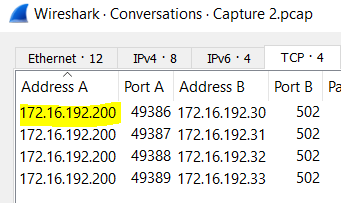 Wireshark · Conversations · Capture 2.pcap
Ethernet · 12 IPv4 · 8 IPv6 · 4 TCP · 4
Address A Port A Address B Port B
172.16.192.200 49386 172.16.192.30 502
172.16.192.200 49387 172.16.192.31 502
172.16.192.200 49388 172.16.192.32 502
172.16.192.200 49389 172.16.192.33 502